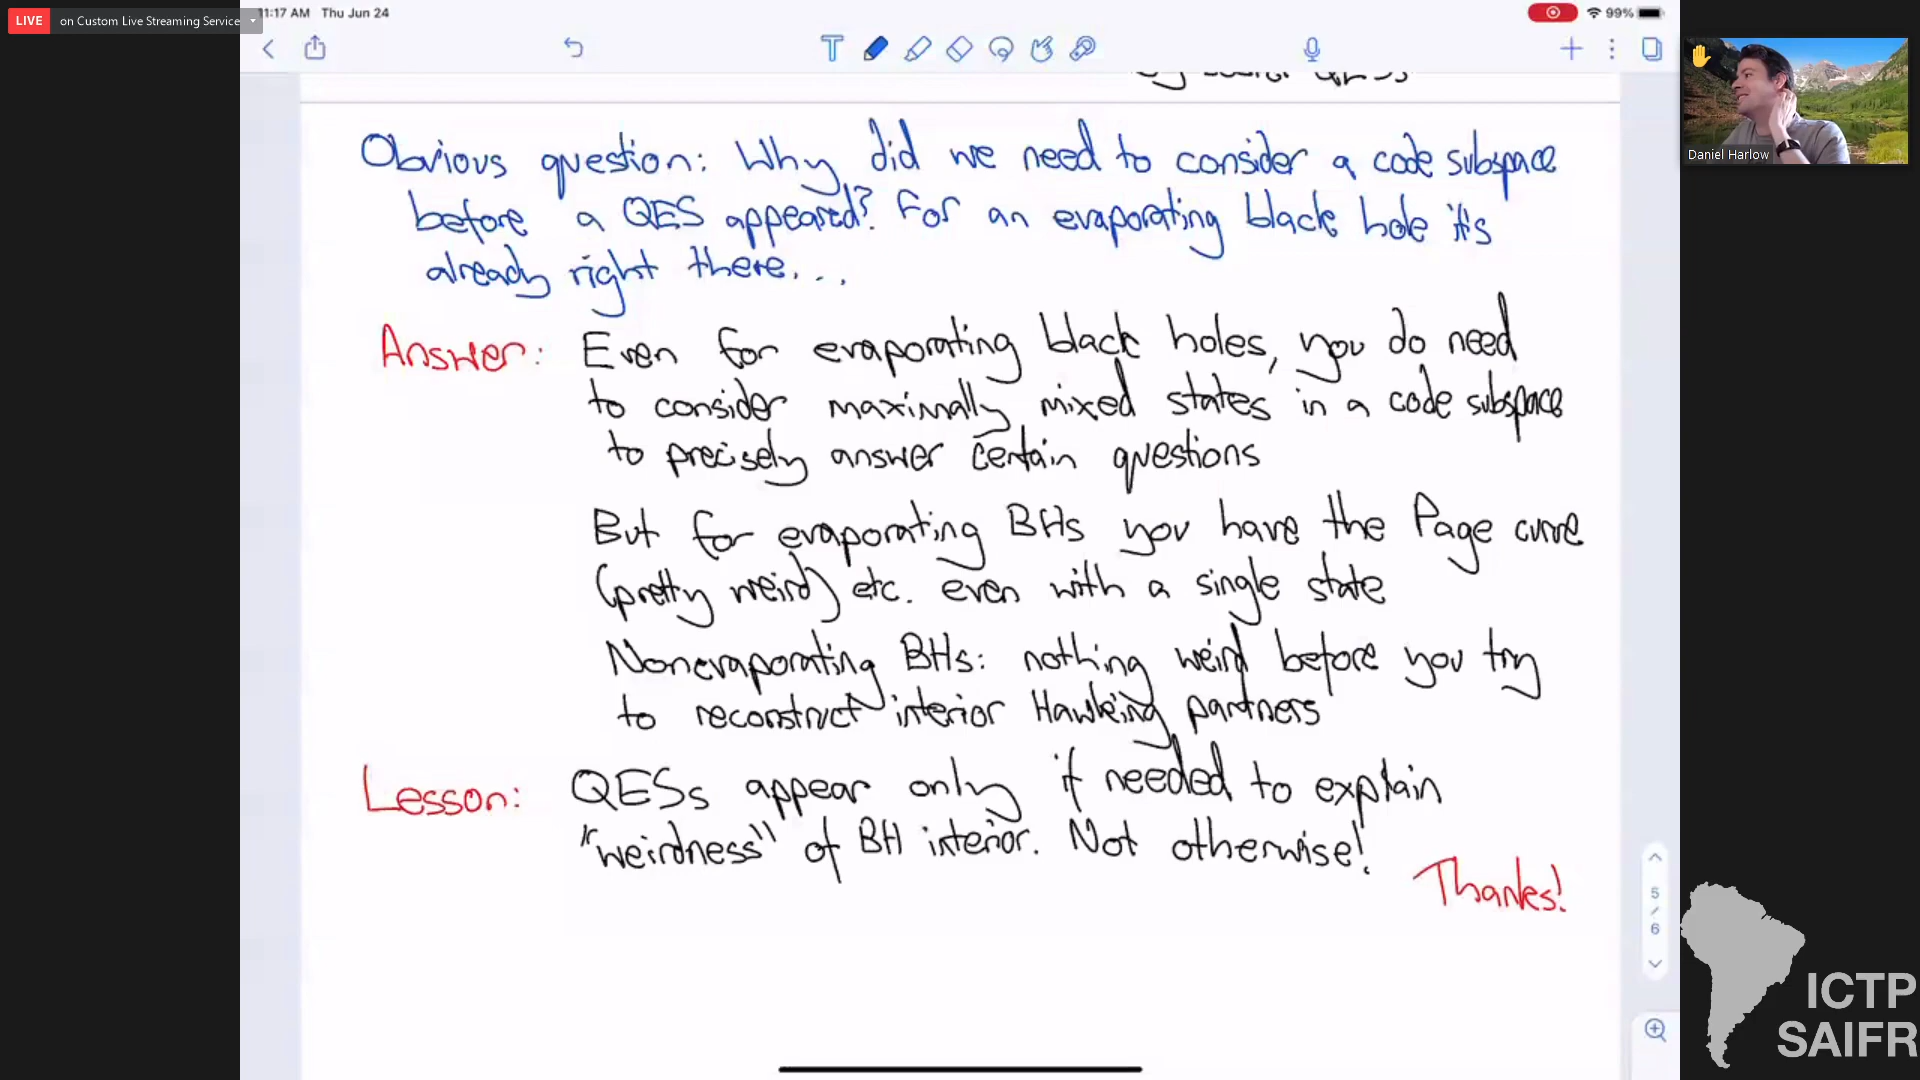 LIVE on Custom Live Streaming Service
11:17 AM Thu Jun 24
99%
Daniel Harlow
Obvious question: Why did we need to consider a code subspace
before a QES appeared? For an evaporating black hole it's
already right there...
Answer: Even for evaporating black holes, you do need
to consider maximally mixed states in a code subspace
to precisely answer certain questions
But for evaporating BHs you have the Page curve
(pretty weird) etc. even with a single state
Nonevaporating BHs: nothing weird before you try
to reconstruct interior Hawking partners
Lesson: QESs appear only if needed to explain
"weirdness" of BH interior. Not otherwise!
Thanks!
5
/
6
ICTP
SAIFR